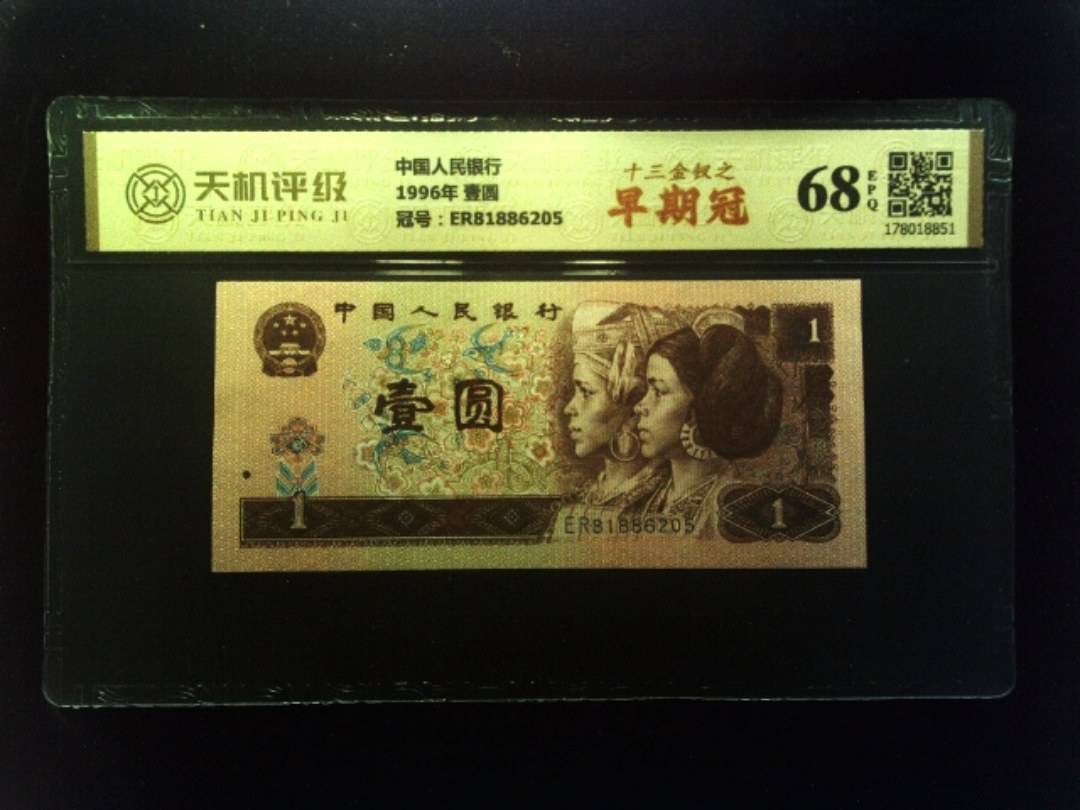 天机评级
TIAN JI PING JI
中国人民银行
1996年 壹圆
冠号：ER81886205
十三金钗之
早期冠
68
EPQ
178018851
中国人民银行
壹圆
1
1
ER81886205
1